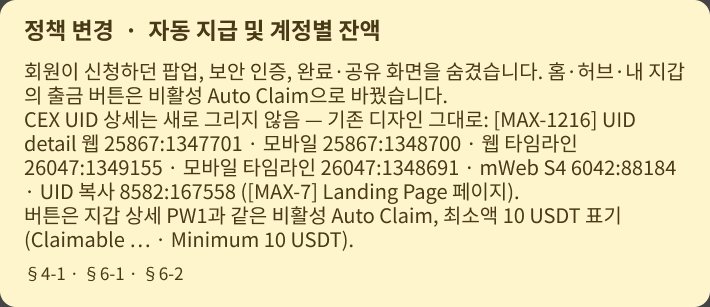 정책 변경 · 자동 지급 및 계정별 잔액
회원이 신청하던 팝업, 보안 인증, 완료·공유 화면을 숨겼습니다. 홈·허브·내 지갑
의 출금 버튼은 비활성 Auto Claim으로 바꿨습니다.
CEX UID 상세는 새로 그리지 않음 — 기존 디자인 그대로: [MAX-1216] UID
detail 웹 25867:1347701 · 모바일 25867:1348700 · 웹 타임라인
26047:1349155 · 모바일 타임라인 26047:1348691 · mWeb S4 6042:88184
· UID 복사 8582:167558 ([MAX-7] Landing Page 페이지).
버튼은 지갑 상세 PW1과 같은 비활성 Auto Claim, 최소액 10 USDT 표기
(Claimable … · Minimum 10 USDT).
§4-1 · §6-1 · §6-2